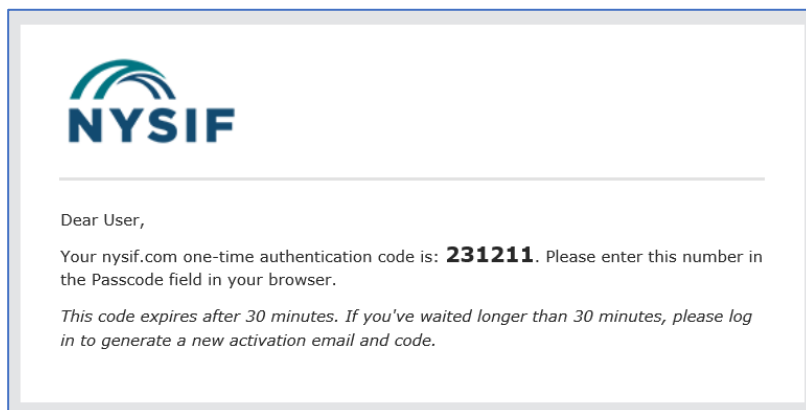 NYSIF
Dear User,
Your nysif.com one-time authentication code is: 231211. Please enter this number in
the Passcode field in your browser.
This code expires after 30 minutes. If you've waited longer than 30 minutes, please log
in to generate a new activation email and code.